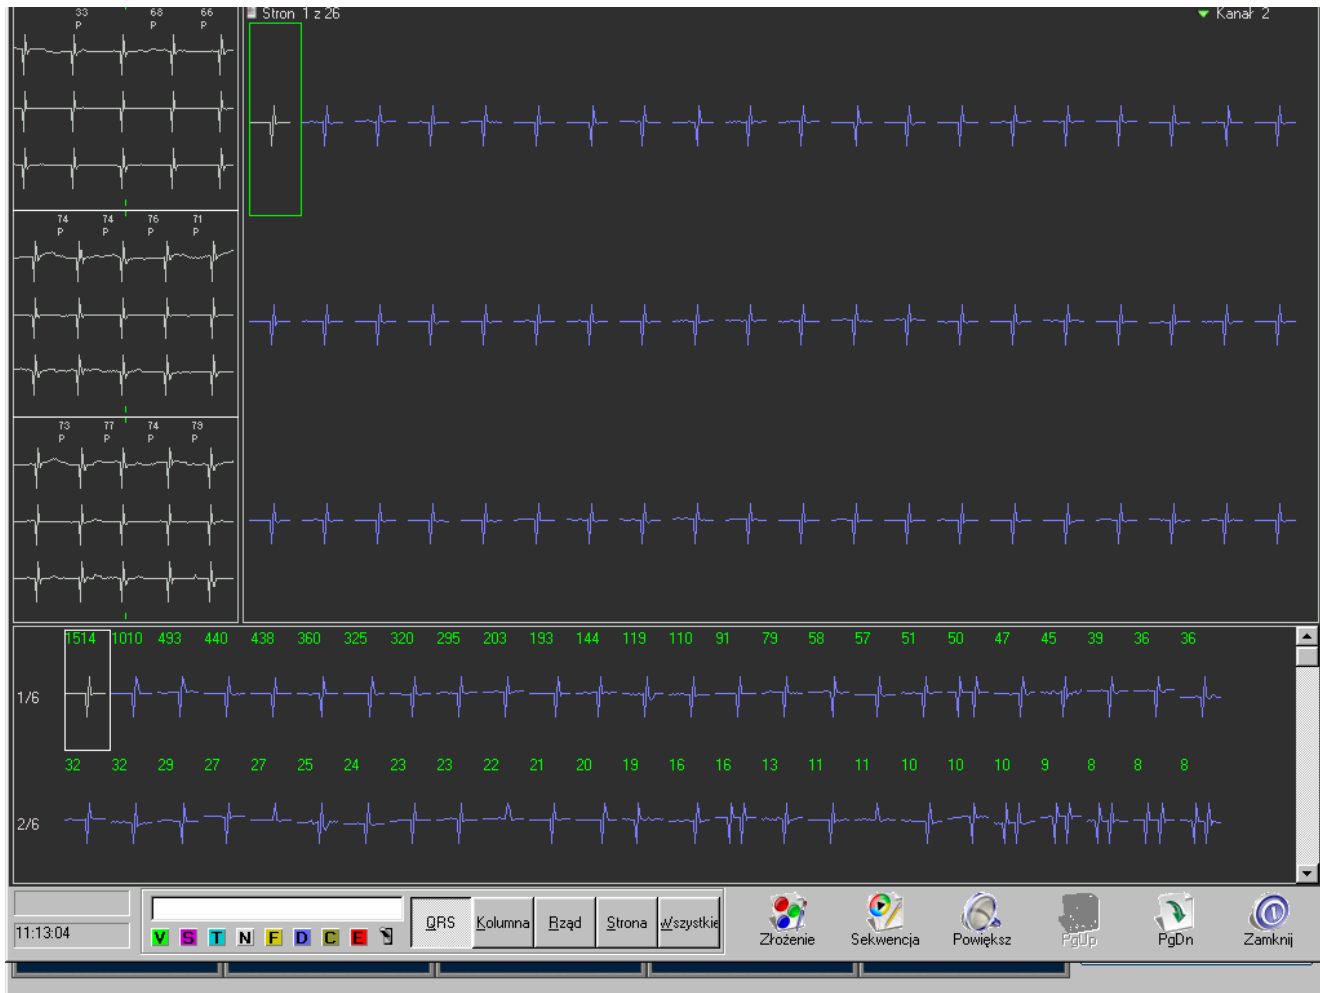 33 68 66
P P P
Stron 1 z 26
Kanał 2
74 74 76 71
P P P P
73 77 74 79
P P P P
1514 1010 493 440 438 360 325 320 295 203 193 144 119 110 91 79 58 57 51 50 47 45 39 36 36
1/6
32 32 29 27 27 25 24 23 23 22 21 20 19 16 16 13 11 11 10 10 10 9 8 8 8
2/6
11:13:04
V S T N F D C E
QRS Kolumna Rząd Strona Wszystkie
Złożenie Sekwencja Powiększ PgUp PgDn Zamknij